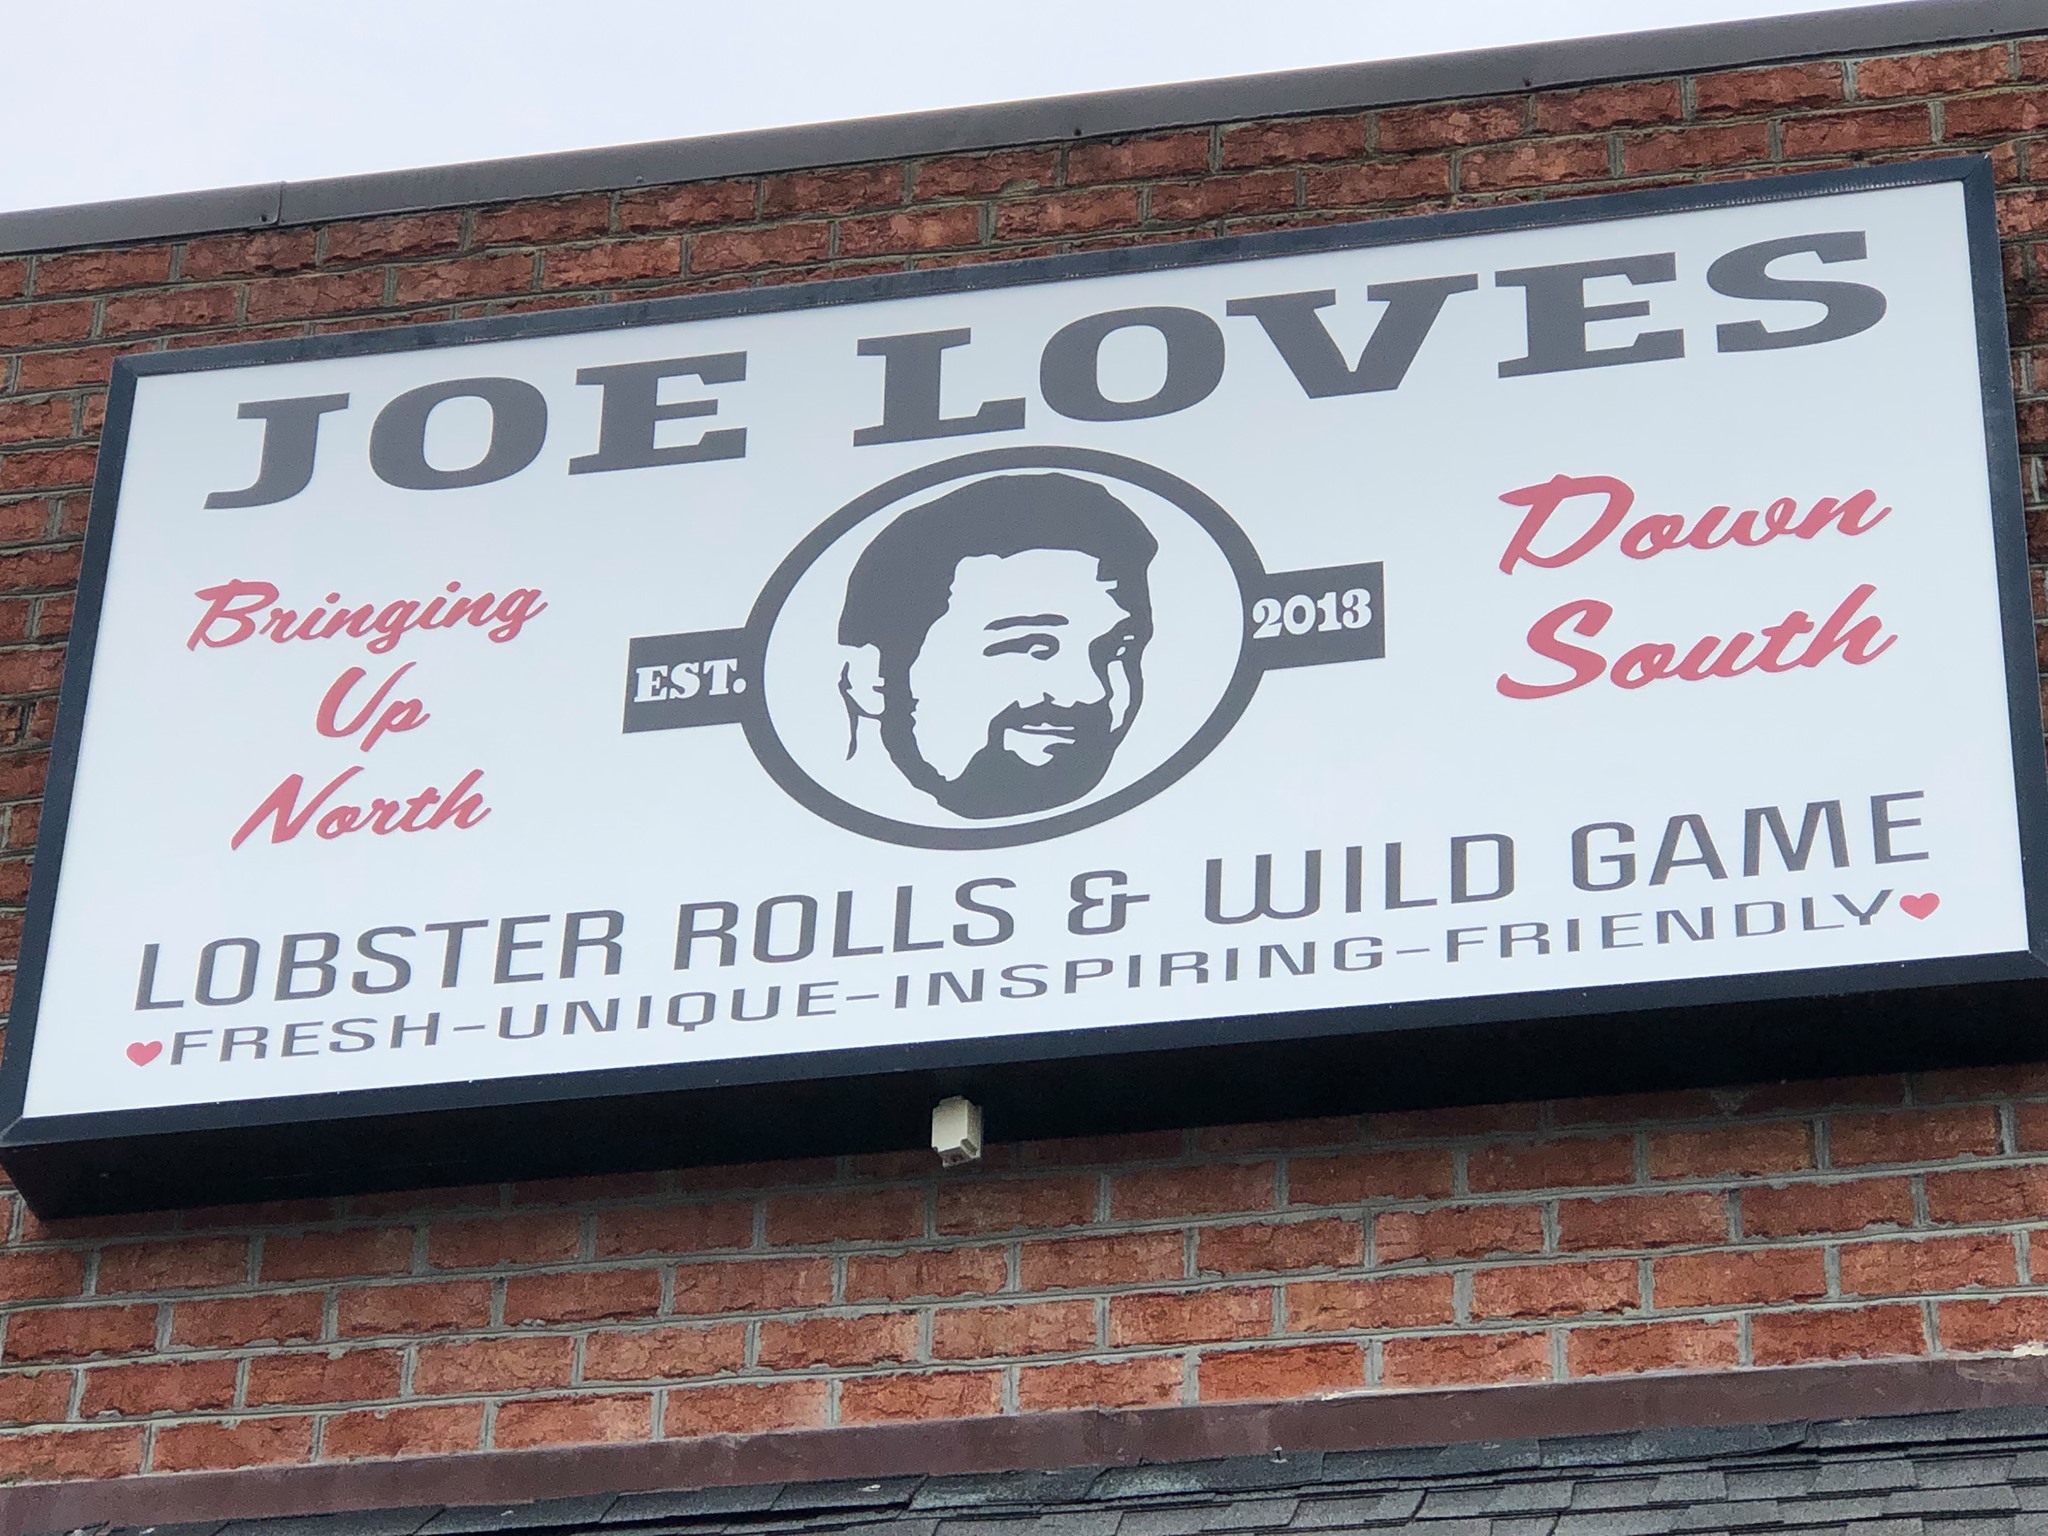 JOE LOVES
Bringing
Up
North
EST.
2013
Down
South
LOBSTER ROLLS & WILD GAME
FRESH-UNIQUE-INSPIRING-FRIENDLY